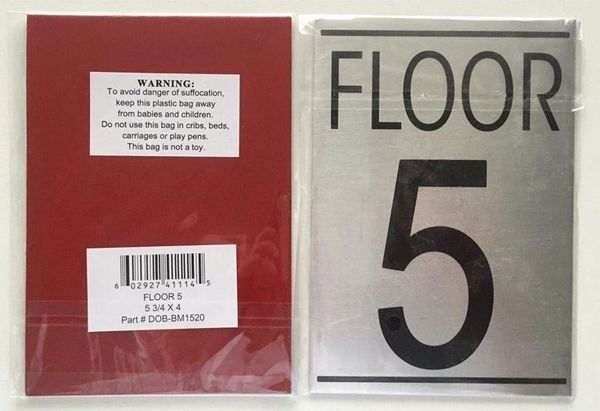 WARNING:
To avoid danger of suffocation,
keep this plastic bag away
from babies and children.
Do not use this bag in cribs, beds,
carriages or play pens.
This bag is not a toy.
6 02927 41114 5
FLOOR 5
5 3/4 X 4
Part # DOB-BM1520
FLOOR
5